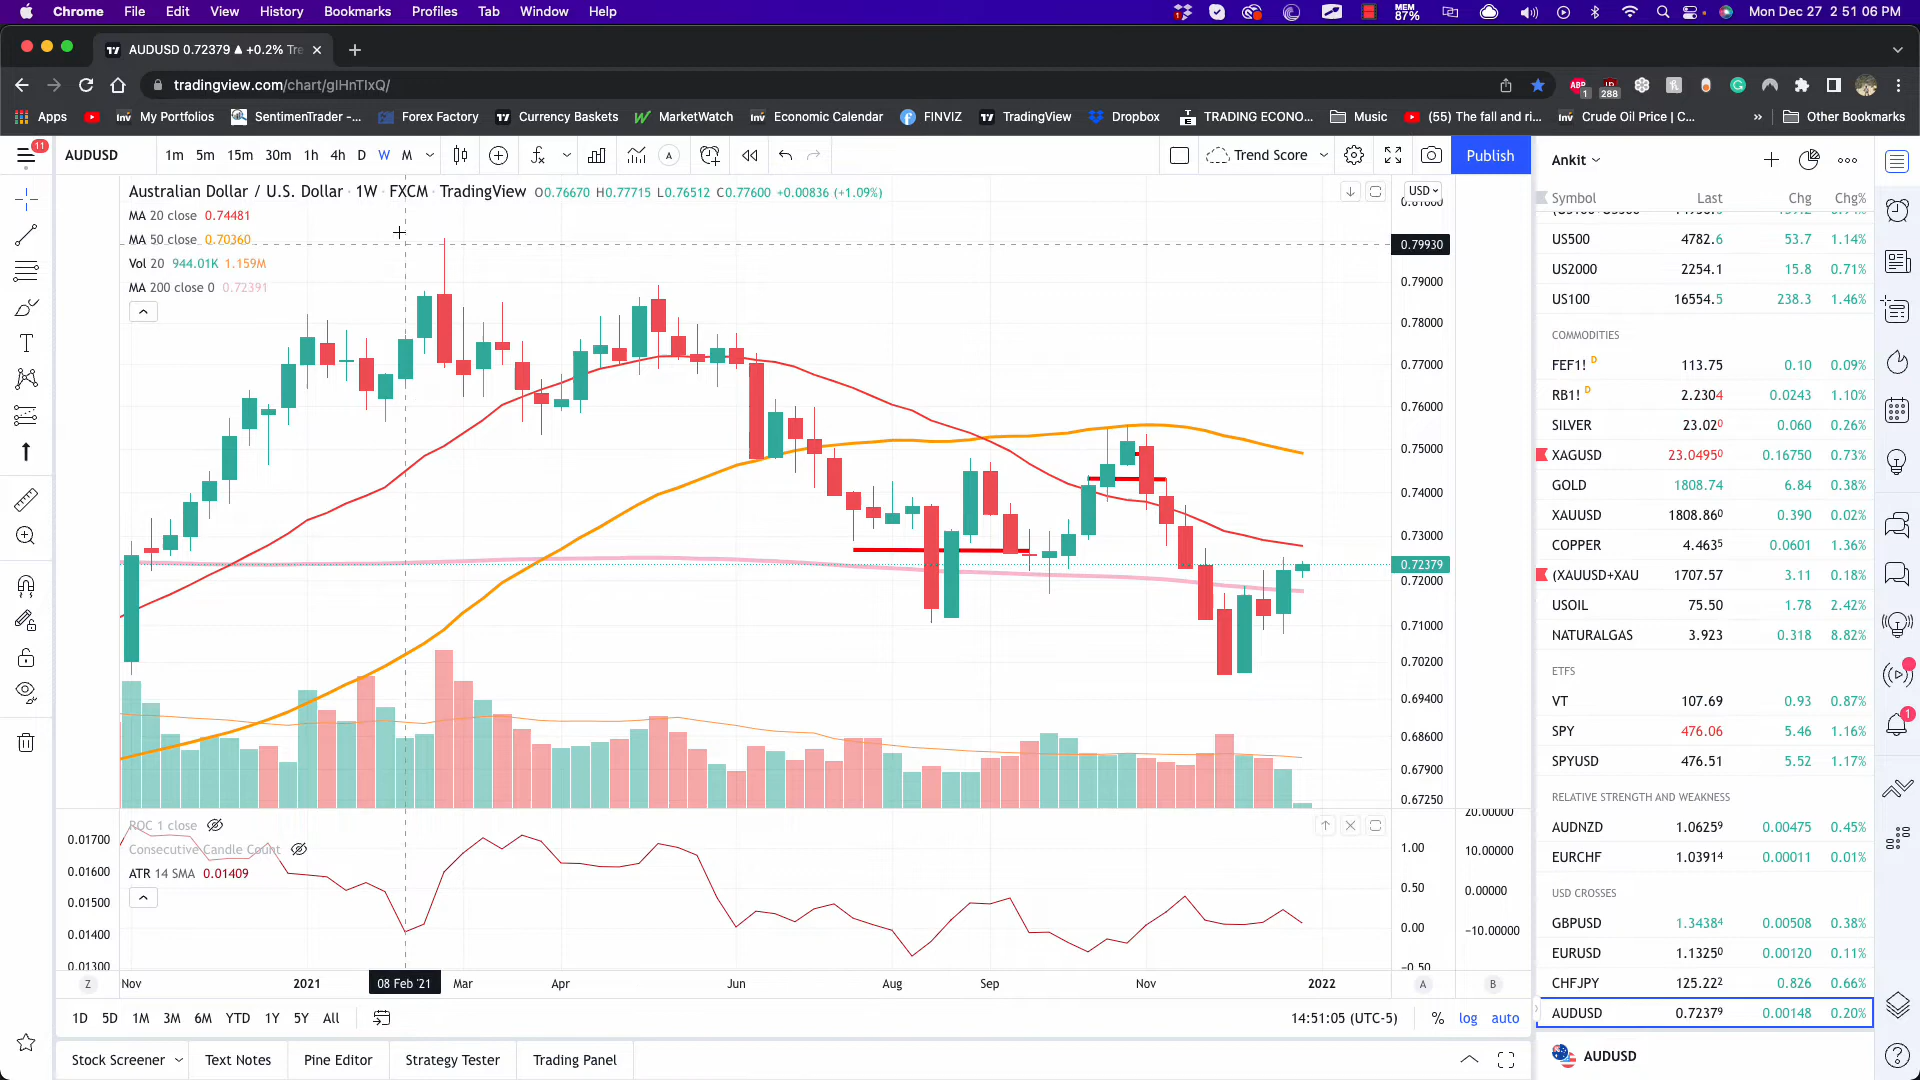 Chrome File Edit View History Bookmarks Profiles Tab Window Help MEM 87% Mon Dec 27 2 51 06 PM
AUDUSD 0.72379 ▲ +0.2% Tre
tradingview.com/chart/glHnTIxQ/ 1 288
Apps My Portfolios SentimenTrader -... Forex Factory Currency Baskets MarketWatch Economic Calendar FINVIZ TradingView Dropbox TRADING ECONO... Music (55) The fall and ri... Crude Oil Price | C... » Other Bookmarks
11 AUDUSD 1m 5m 15m 30m 1h 4h D W M Trend Score Publish
Australian Dollar / U.S. Dollar · 1W · FXCM · TradingView O0.76670 H0.77715 L0.76512 C0.77600 +0.00836 (+1.09%)
MA 20 close 0.74481
MA 50 close 0.70360
Vol 20 944.01K 1.159M
MA 200 close 0 0.72391
USD
0.79930
0.79000
0.78000
0.77000
0.76000
0.75000
0.74000
0.73000
0.72379
0.72000
0.71000
0.70200
0.69400
0.68600
0.67900
0.67250
ROC 1 close
Consecutive Candle Count
ATR 14 SMA 0.01409
0.01700
0.01600
0.01500
0.01400
0.01300
1.00
0.50
0.00
-0.50
20.00000
10.00000
0.00000
-10.00000
Z Nov 2021 08 Feb '21 Mar Apr Jun Aug Sep Nov 2022 A B
1D 5D 1M 3M 6M YTD 1Y 5Y All 14:51:05 (UTC-5) % log auto
Stock Screener Text Notes Pine Editor Strategy Tester Trading Panel
Ankit
Symbol Last Chg Chg%
US500 4782.6 53.7 1.14%
US2000 2254.1 15.8 0.71%
US100 16554.5 238.3 1.46%
COMMODITIES
FEF1! D 113.75 0.10 0.09%
RB1! D 2.2304 0.0243 1.10%
SILVER 23.020 0.060 0.26%
XAGUSD 23.04950 0.16750 0.73%
GOLD 1808.74 6.84 0.38%
XAUUSD 1808.860 0.390 0.02%
COPPER 4.4635 0.0601 1.36%
(XAUUSD+XAU 1707.57 3.11 0.18%
USOIL 75.50 1.78 2.42%
NATURALGAS 3.923 0.318 8.82%
ETFS
VT 107.69 0.93 0.87%
SPY 476.06 5.46 1.16%
SPYUSD 476.51 5.52 1.17%
RELATIVE STRENGTH AND WEAKNESS
AUDNZD 1.06259 0.00475 0.45%
EURCHF 1.03914 0.00011 0.01%
USD CROSSES
GBPUSD 1.34384 0.00508 0.38%
EURUSD 1.13250 0.00120 0.11%
CHFJPY 125.222 0.826 0.66%
AUDUSD 0.72379 0.00148 0.20%
AUDUSD
1